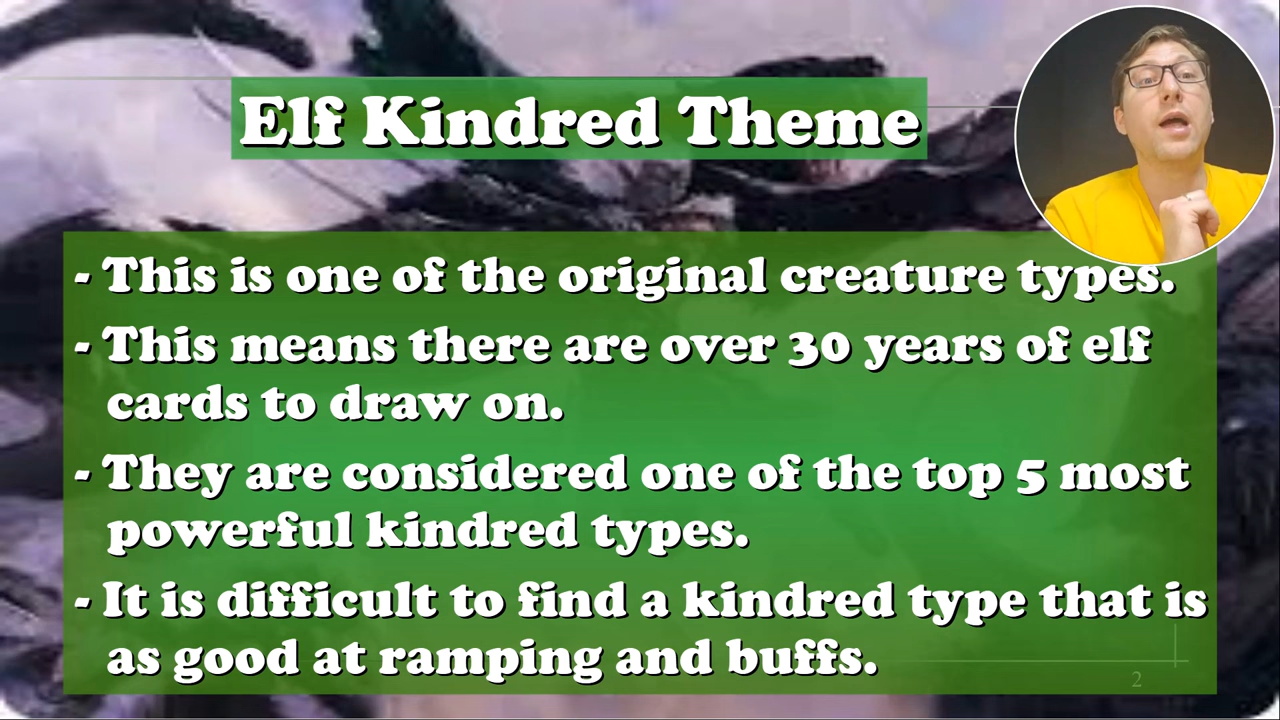 Elf Kindred Theme
- This is one of the original creature types.
- This means there are over 30 years of elf
cards to draw on.
- They are considered one of the top 5 most
powerful kindred types.
- It is difficult to find a kindred type that is
as good at ramping and buffs.
2